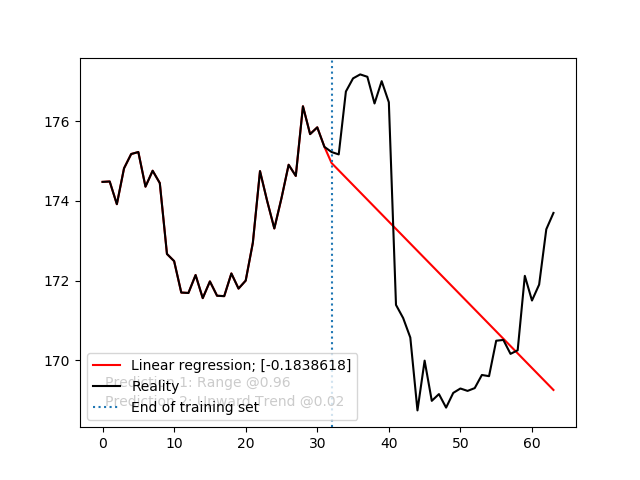 176
174
172
170
Linear regression; [-0.1838618]
Prediction 1: Range @0.96
Reality
Prediction 2: Upward Trend @0.02
End of training set
0 10 20 30 40 50 60